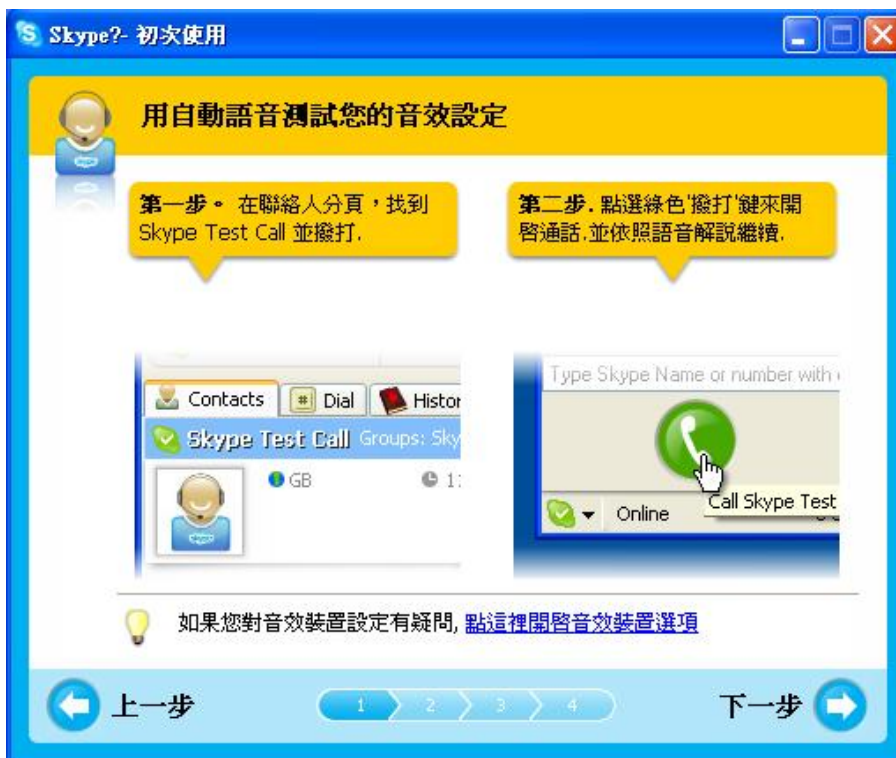 Skype?- 初次使用
用自動語音測試您的音效設定
第一步。 在聯絡人分頁，找到
Skype Test Call 並撥打.
第二步. 點選綠色'撥打'鍵來開
啓通話.並依照語音解說繼續.
Contacts
Dial
Histor
Skype Test Call Groups: Sky
GB
1:
skype
Type Skype Name or number with
Call Skype Test
Online
如果您對音效裝置設定有疑問, 點這裡開啓音效裝置選項
上一步
1 2 3 4
下一步